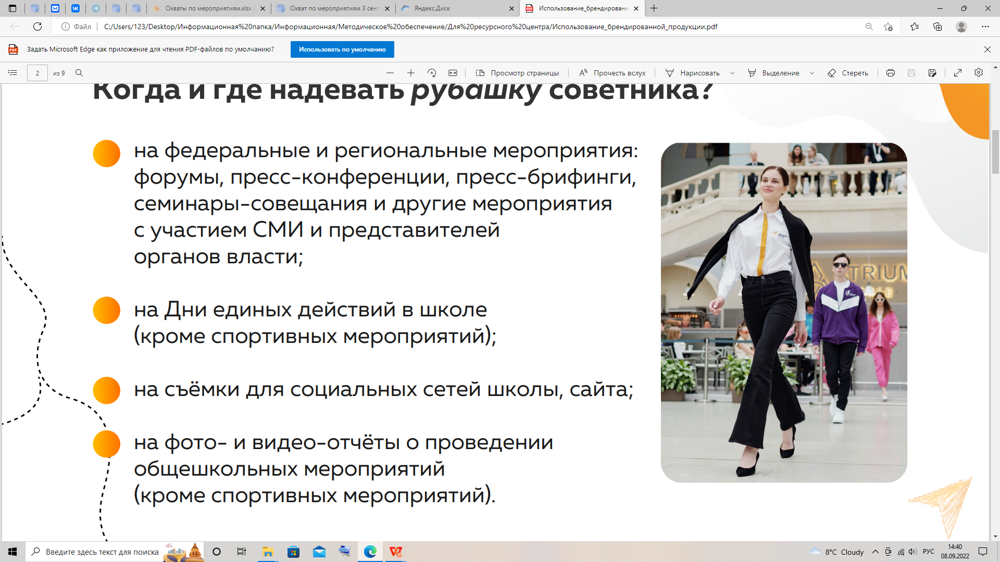 Охваты по мероприятиям.xlsx /
Охват по мероприятиям 3 сент
Яндекс.Диск
Использование_брендированн
Файл
C:/Users/123/Desktop/Информационная%20папка/Информационная/Методическое%20обеспечение/Для%20ресурсного%20центра/Использование_брендированной_продукции.pdf
Задать Microsoft Edge как приложение для чтения PDF-файлов по умолчанию?
Использовать по умолчанию
2 из 9
Просмотр страницы
Прочесть вслух
Нарисовать
Выделение
Стереть
Когда и где надевать рубашку советника?
на федеральные и региональные мероприятия:
форумы, пресс-конференции, пресс-брифинги,
семинары-совещания и другие мероприятия
с участием СМИ и представителей
органов власти;
на Дни единых действий в школе
(кроме спортивных мероприятий);
на съёмки для социальных сетей школы, сайта;
на фото- и видео-отчёты о проведении
общешкольных мероприятий
(кроме спортивных мероприятий).
TRIUM
Введите здесь текст для поиска
8°C Cloudy
РУС
14:40
08.09.2022